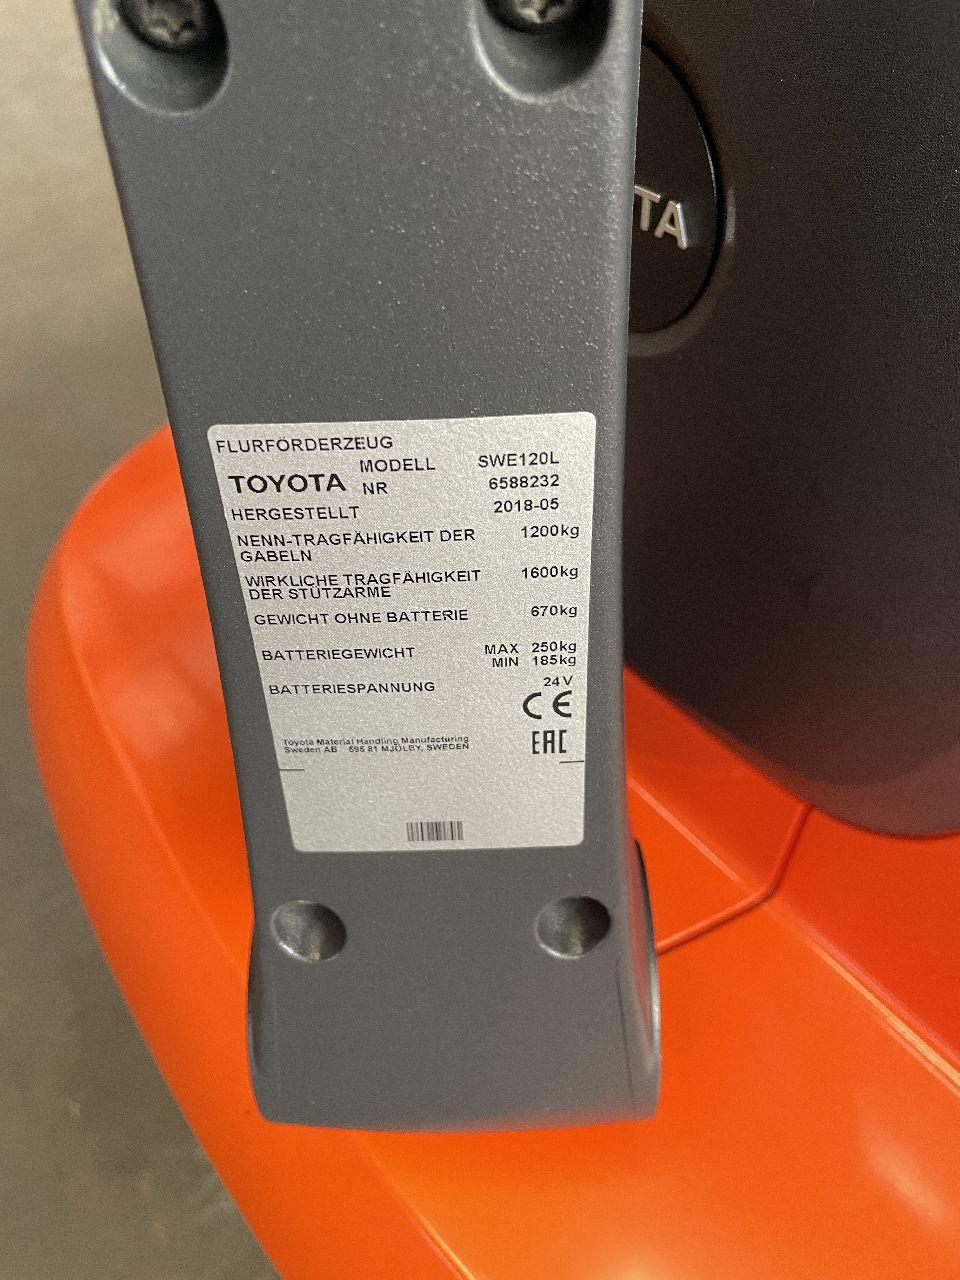 TA
FLURFÖRDERZEUG
TOYOTA MODELL SWE120L
NR 6588232
HERGESTELLT 2018-05
NENN-TRAGFÄHIGKEIT DER 1200kg
GABELN
WIRKLICHE TRAGFÄHIGKEIT 1600kg
DER STÜTZARME
GEWICHT OHNE BATTERIE 670kg
BATTERIEGEWICHT MAX 250kg
MIN 185kg
BATTERIESPANNUNG 24V
CE
Toyota Material Handling Manufacturing
Sweden AB 595 81 MJÖLBY, SWEDEN
EAC